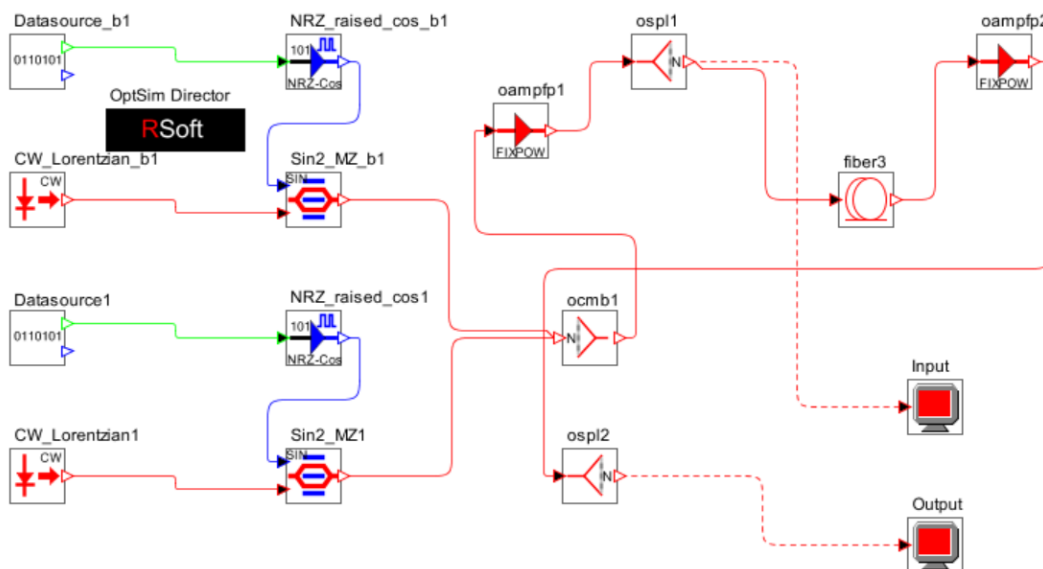 Datasource_b1
0110101
NRZ_raised_cos_b1
101
NRZ-Cos
ospl1
N
oampfp2
FIXPOW
OptSim Director
RSoft
oampfp1
FIXPOW
CW_Lorentzian_b1
CW
Sin2_MZ_b1
SIN
fiber3
Datasource1
0110101
NRZ_raised_cos1
101
NRZ-Cos
ocmb1
N
Input
CW_Lorentzian1
CW
Sin2_MZ1
SIN
ospl2
N
Output